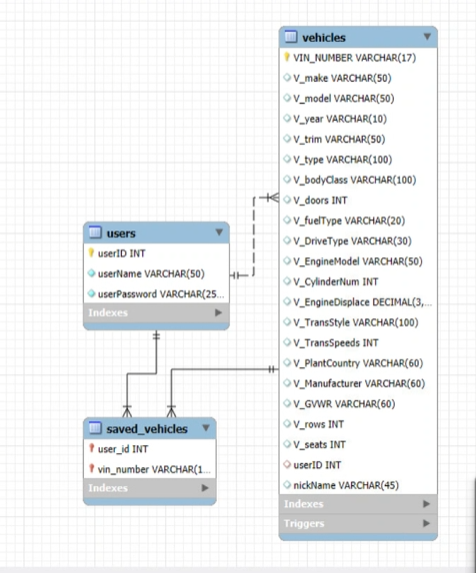 vehicles
VIN_NUMBER VARCHAR(17)
V_make VARCHAR(50)
V_model VARCHAR(50)
V_year VARCHAR(10)
V_trim VARCHAR(50)
V_type VARCHAR(100)
V_bodyClass VARCHAR(100)
V_doors INT
V_fuelType VARCHAR(20)
V_DriveType VARCHAR(30)
V_EngineModel VARCHAR(50)
V_CylinderNum INT
V_EngineDisplace DECIMAL(3,...
V_TransStyle VARCHAR(100)
V_TransSpeeds INT
V_PlantCountry VARCHAR(60)
V_Manufacturer VARCHAR(60)
V_GVWR VARCHAR(60)
V_rows INT
V_seats INT
userID INT
nickName VARCHAR(45)
Indexes
Triggers
users
userID INT
userName VARCHAR(50)
userPassword VARCHAR(25...
Indexes
saved_vehicles
user_id INT
vin_number VARCHAR(1...
Indexes